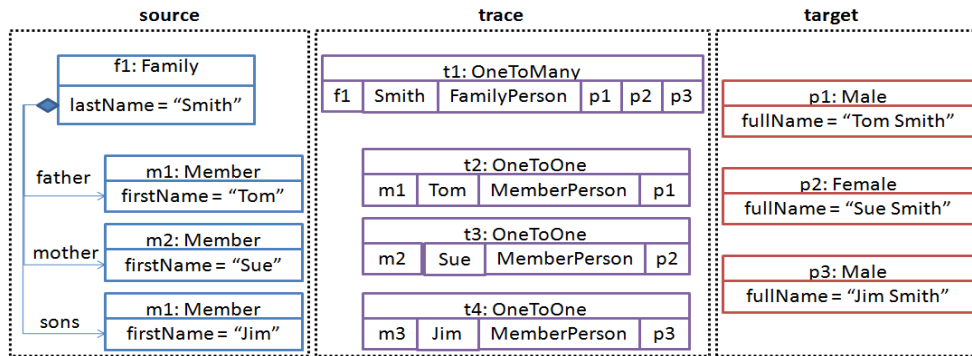 source
trace
target
f1: Family
lastName = “Smith”
father
m1: Member
firstName = “Tom”
mother
m2: Member
firstName = “Sue”
sons
m1: Member
firstName = “Jim”
t1: OneToMany
f1 Smith FamilyPerson p1 p2 p3
t2: OneToOne
m1 Tom MemberPerson p1
t3: OneToOne
m2 Sue MemberPerson p2
t4: OneToOne
m3 Jim MemberPerson p3
p1: Male
fullName = “Tom Smith”
p2: Female
fullName = “Sue Smith”
p3: Male
fullName = “Jim Smith”